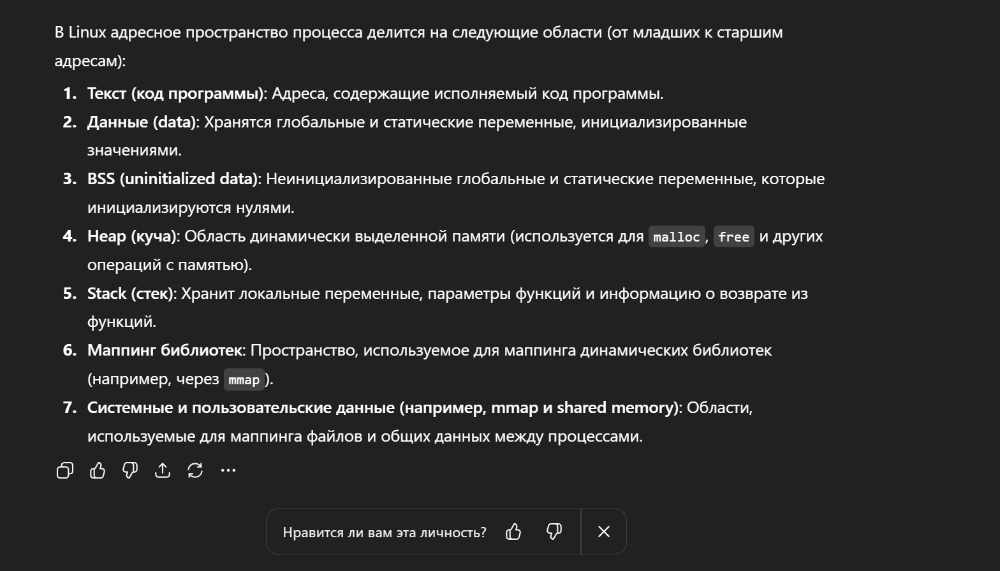 В Linux адресное пространство процесса делится на следующие области (от младших к старшим
адресам):
1. Текст (код программы): Адреса, содержащие исполняемый код программы.
2. Данные (data): Хранятся глобальные и статические переменные, инициализированные
значениями.
3. BSS (uninitialized data): Неинициализированные глобальные и статические переменные, которые
инициализируются нулями.
4. Heap (куча): Область динамически выделенной памяти (используется для malloc, free и других
операций с памятью).
5. Stack (стек): Хранит локальные переменные, параметры функций и информацию о возврате из
функций.
6. Маппинг библиотек: Пространство, используемое для маппинга динамических библиотек
(например, через mmap).
7. Системные и пользовательские данные (например, mmap и shared memory): Области,
используемые для маппинга файлов и общих данных между процессами.
Нравится ли вам эта личность?